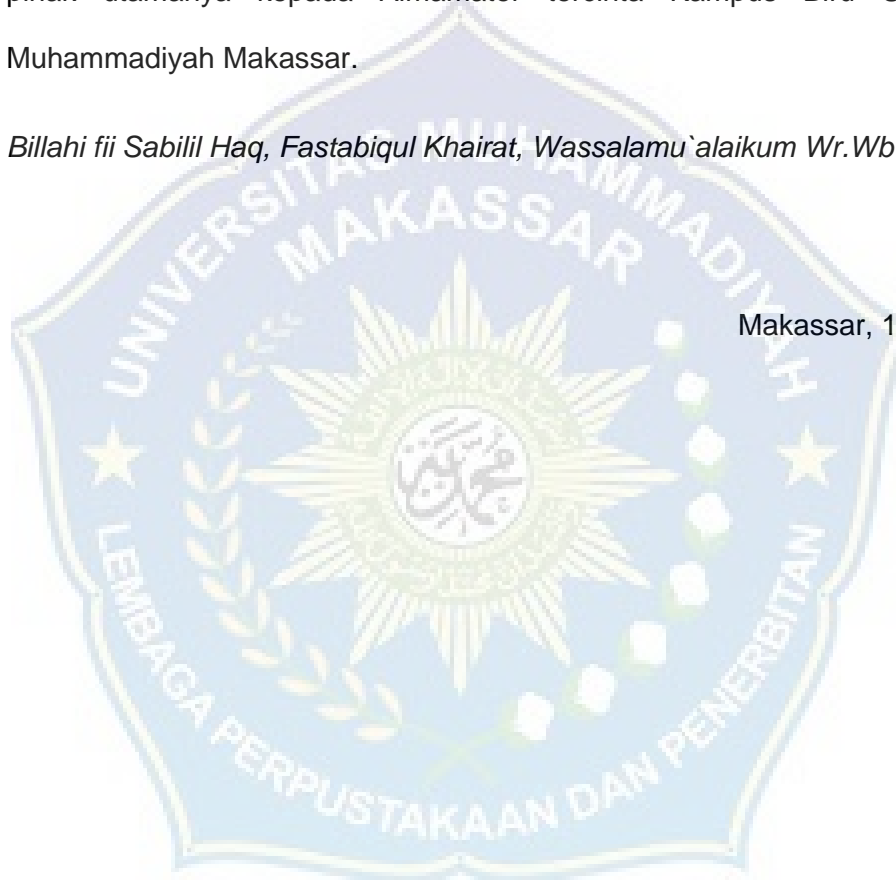 pihak utamanya kepada Almamater tercinta Kampus Biru
Muhammadiyah Makassar.
Billahi fii Sabilil Haq, Fastabiqul Khairat, Wassalamu`alaikum Wr.Wb
Makassar, 1
UNIVERSITAS MUHAMMADIYAH
MAKASSAR
LEMBAGA PERPUSTAKAAN DAN PENERBITAN